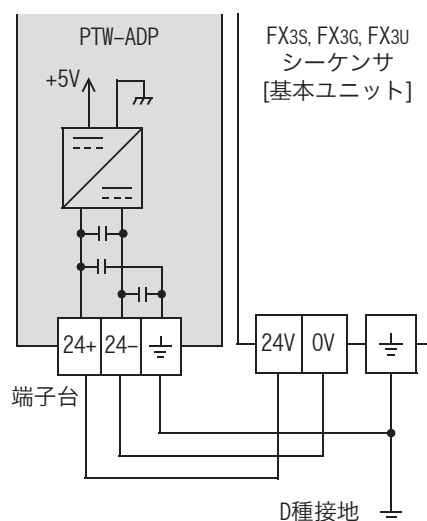 PTW-ADP
+5V
FX3S, FX3G, FX3U
シーケンサ
[基本ユニット]
24+ 24-
24V 0V
端子台
D種接地